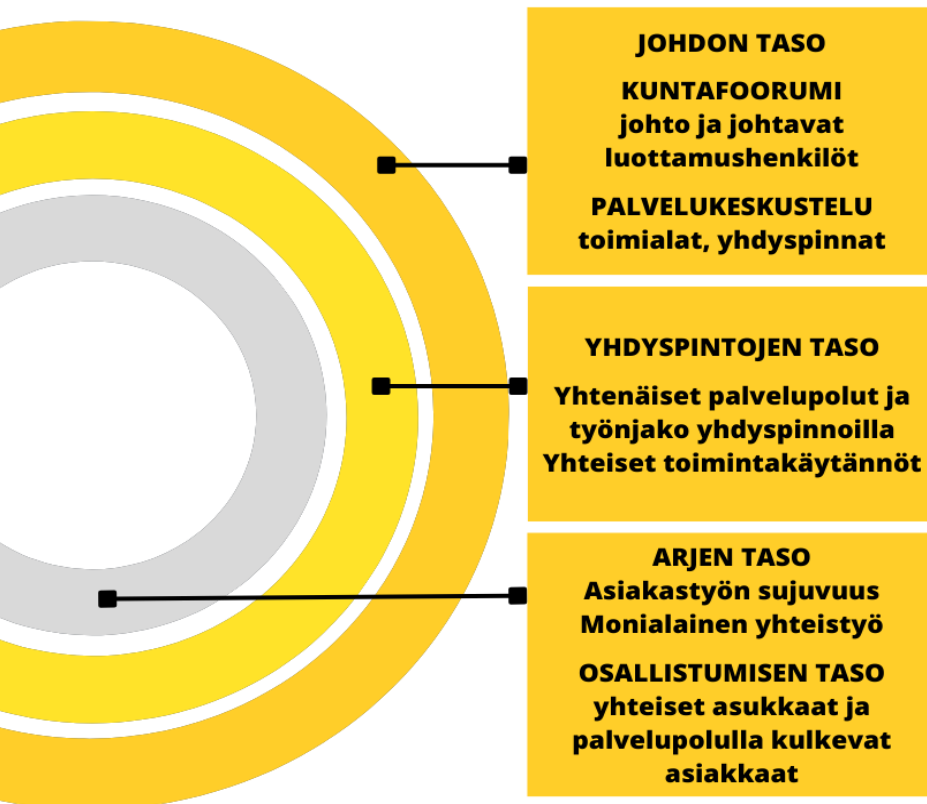 JOHDON TASO
KUNTAFOORUMI
johto ja johtavat
luottamushenkilöt
PALVELUKESKUSTELU
toimialat, yhdyspinnat
YHDYSPINTOJEN TASO
Yhtenäiset palvelupolut ja
työnjako yhdyspinnoilla
Yhteiset toimintakäytännöt
ARJEN TASO
Asiakastyön sujuvuus
Monialainen yhteistyö
OSALLISTUMISEN TASO
yhteiset asukkaat ja
palvelupolulla kulkevat
asiakkaat